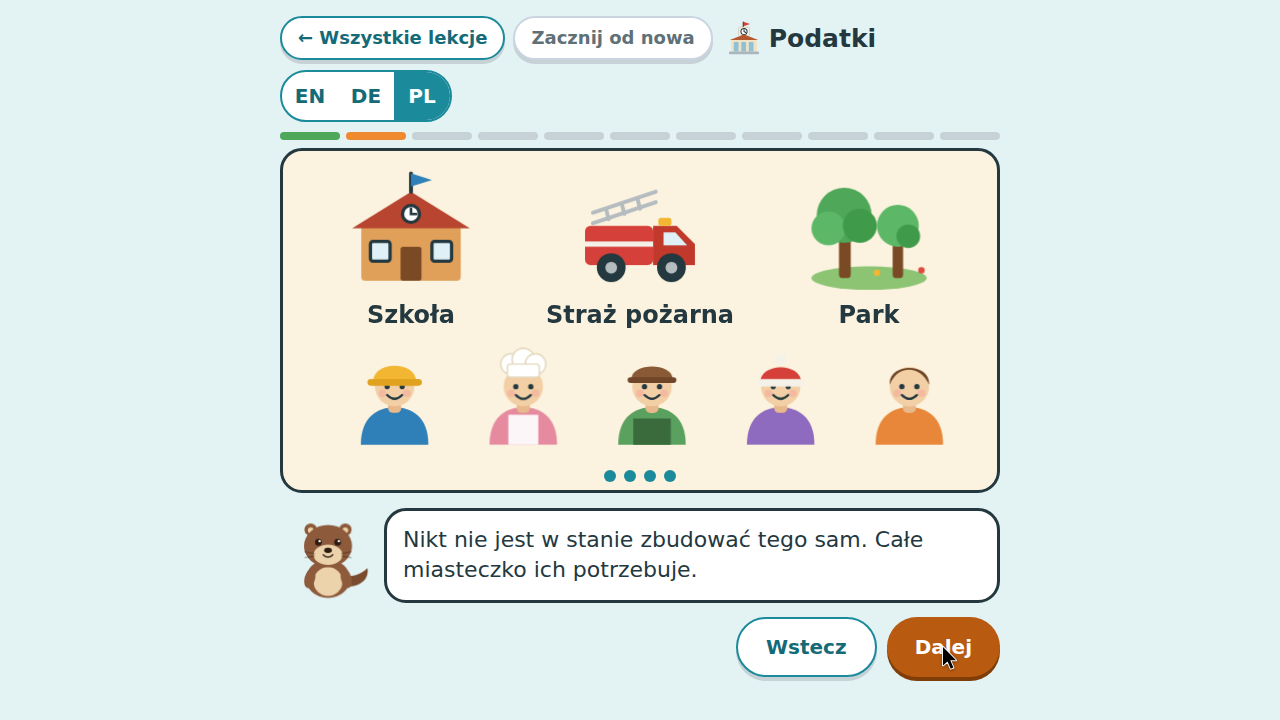 ← Wszystkie lekcje
Zacznij od nowa
Podatki
EN DE PL
Szkoła
Straż pożarna
Park
Nikt nie jest w stanie zbudować tego sam. Całe
miasteczko ich potrzebuje.
Wstecz
Dalej